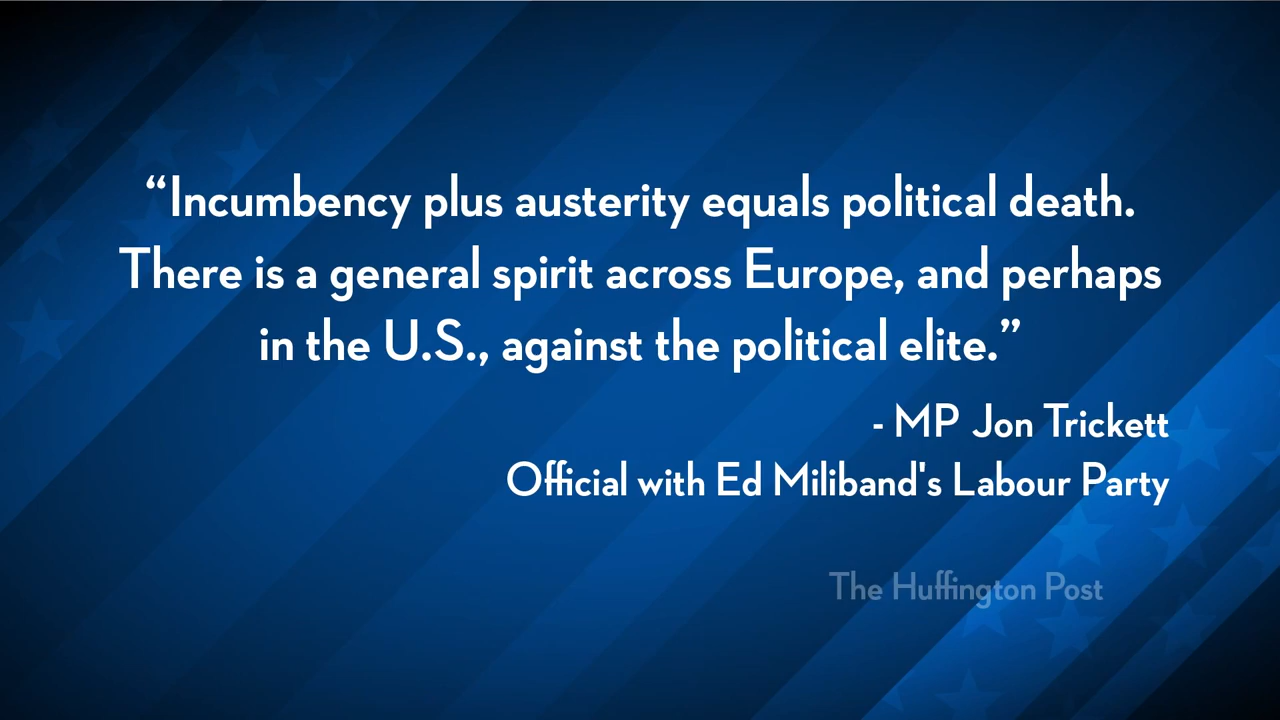 “Incumbency plus austerity equals political death.
There is a general spirit across Europe, and perhaps
in the U.S., against the political elite.”
- MP Jon Trickett
Official with Ed Miliband's Labour Party
The Huffington Post